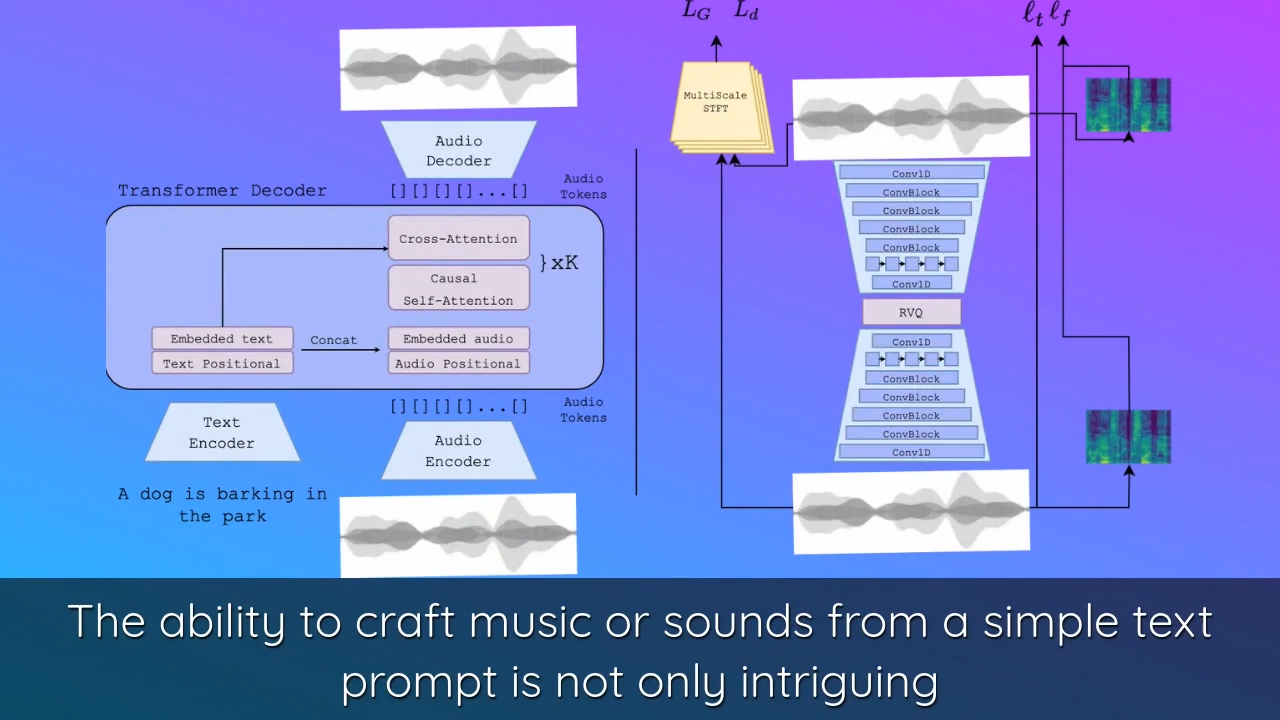 Audio
Decoder
Transformer Decoder
[][][][]...[]
Audio
Tokens
Cross-Attention
Causal
Self-Attention
}xK
Embedded text
Text Positional
Concat
Embedded audio
Audio Positional
[][][][]...[]
Audio
Tokens
Text
Encoder
Audio
Encoder
A dog is barking in
the park
L_G L_d
ℓ_t ℓ_f
MultiScale
STFT
Conv1D
ConvBlock
ConvBlock
ConvBlock
ConvBlock
Conv1D
RVQ
Conv1D
ConvBlock
ConvBlock
ConvBlock
ConvBlock
Conv1D
The ability to craft music or sounds from a simple text
prompt is not only intriguing